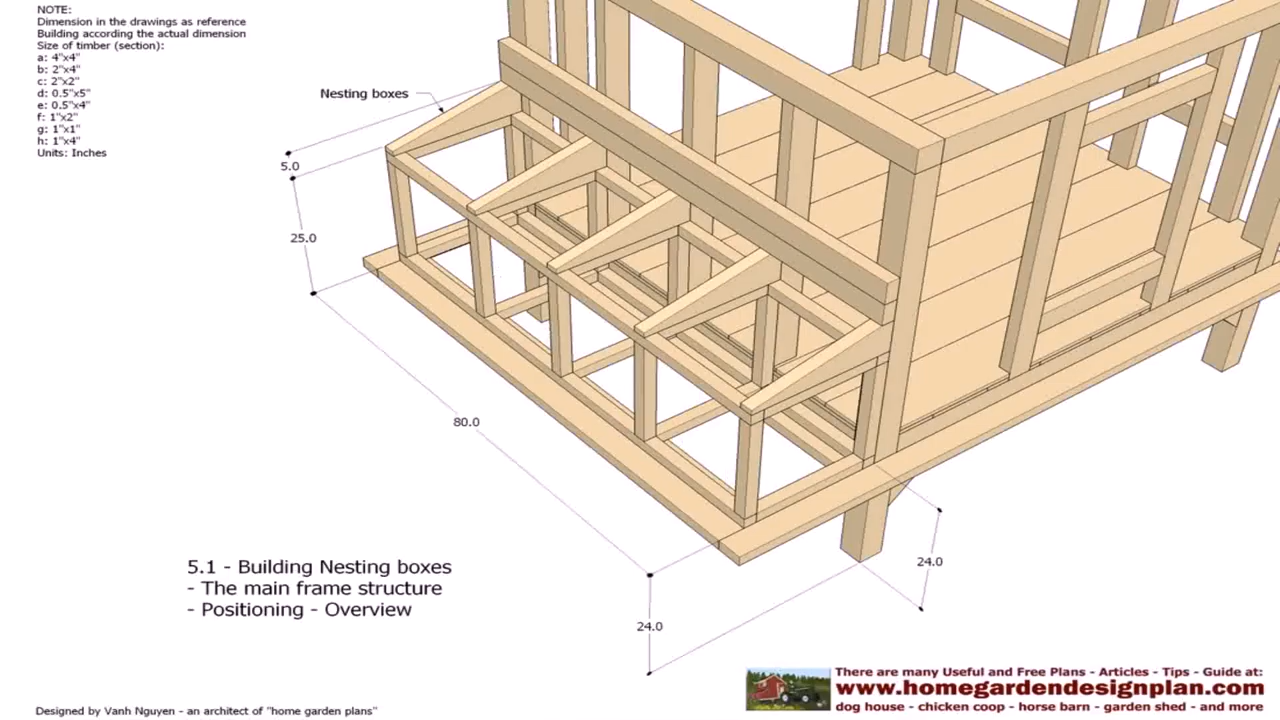 NOTE:
Dimension in the drawings as reference
Building according the actual dimension
Size of timber (section):
a: 4"x4"
b: 2"x4"
c: 2"x2"
d: 0.5"x5"
e: 0.5"x4"
f: 1"x2"
g: 1"x1"
h: 1"x4"
Units: Inches
Nesting boxes
5.0
25.0
80.0
24.0
24.0
5.1 - Building Nesting boxes
- The main frame structure
- Positioning - Overview
There are many Useful and Free Plans - Articles - Tips - Guide at:
www.homegardendesignplan.com
dog house - chicken coop - horse barn - garden shed - and more
Designed by Vanh Nguyen - an architect of "home garden plans"